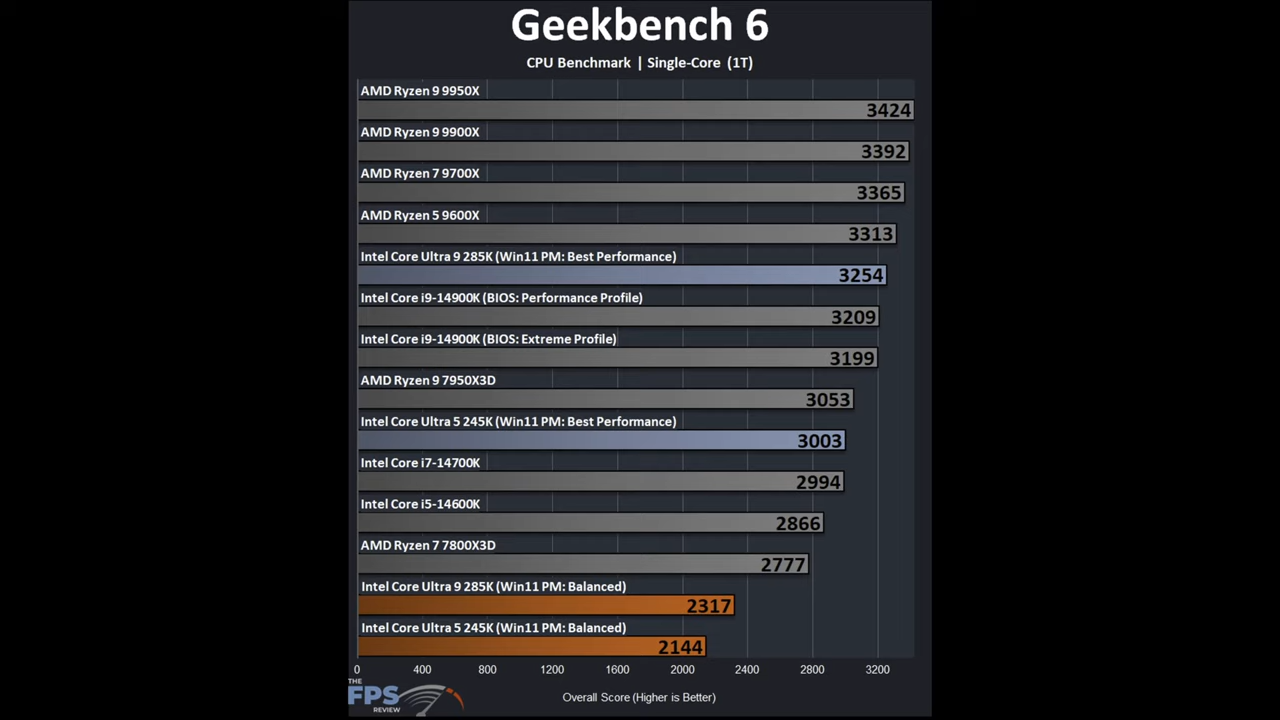 Geekbench 6
CPU Benchmark | Single-Core (1T)
AMD Ryzen 9 9950X
3424
AMD Ryzen 9 9900X
3392
AMD Ryzen 7 9700X
3365
AMD Ryzen 5 9600X
3313
Intel Core Ultra 9 285K (Win11 PM: Best Performance)
3254
Intel Core i9-14900K (BIOS: Performance Profile)
3209
Intel Core i9-14900K (BIOS: Extreme Profile)
3199
AMD Ryzen 9 7950X3D
3053
Intel Core Ultra 5 245K (Win11 PM: Best Performance)
3003
Intel Core i7-14700K
2994
Intel Core i5-14600K
2866
AMD Ryzen 7 7800X3D
2777
Intel Core Ultra 9 285K (Win11 PM: Balanced)
2317
Intel Core Ultra 5 245K (Win11 PM: Balanced)
2144
0 400 800 1200 1600 2000 2400 2800 3200
Overall Score (Higher is Better)
THE
FPS
REVIEW